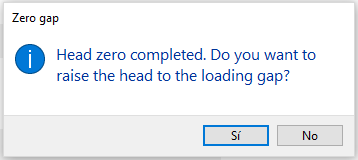 Zero gap
Head zero completed. Do you want to
raise the head to the loading gap?
Sí
No